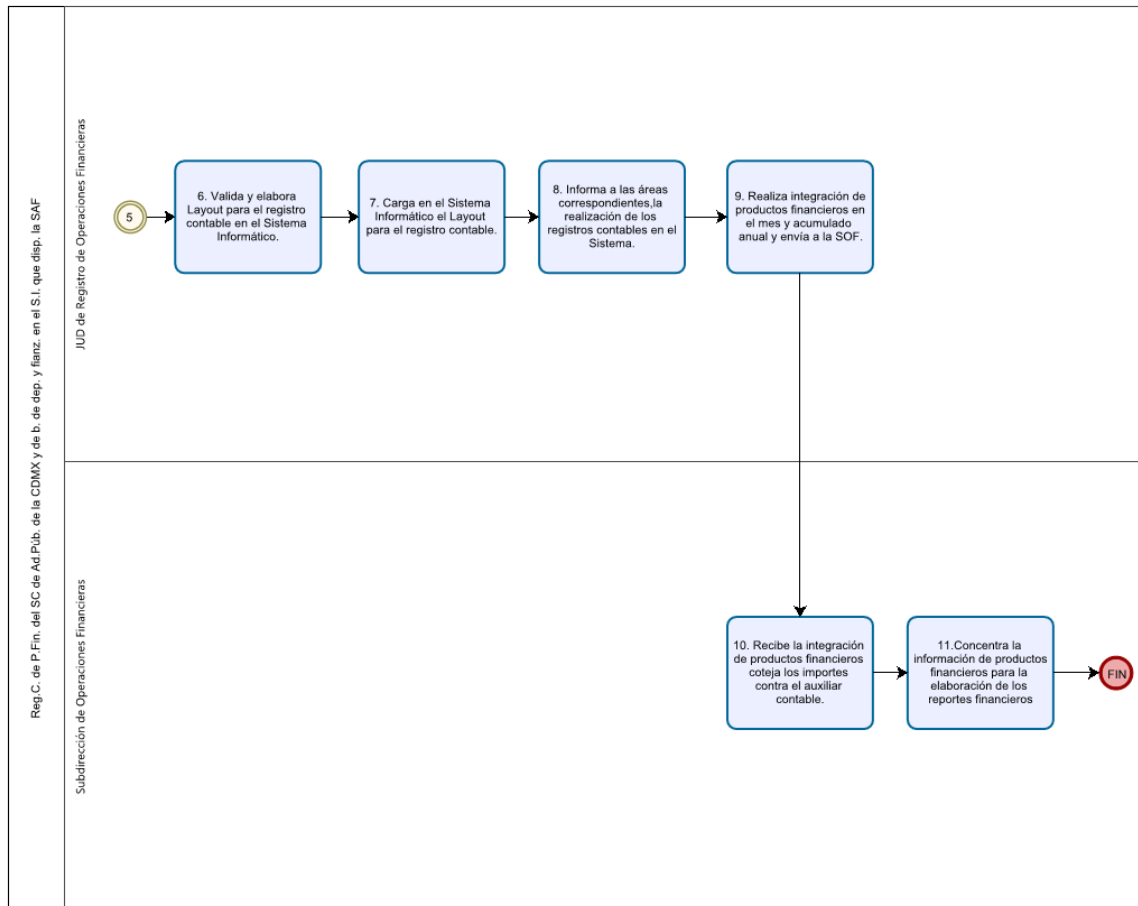 Reg.C. de P.Fin. del SC de Ad.Púb. de la CDMX y de b. de dep. y fianz. en el S.I. que disp. la SAF
JUD de Registro de Operaciones Financieras
5
6. Valida y elabora
Layout para el registro
contable en el Sistema
Informático.
7. Carga en el Sistema
Informático el Layout
para el registro contable.
8. Informa a las áreas
correspondientes,la
realización de los
registros contables en el
Sistema.
9. Realiza integración de
productos financieros en
el mes y acumulado
anual y envía a la SOF.
Subdirección de Operaciones Financieras
10. Recibe la integración
de productos financieros
coteja los importes
contra el auxiliar
contable.
11.Concentra la
información de productos
financieros para la
elaboración de los
reportes financieros
FIN